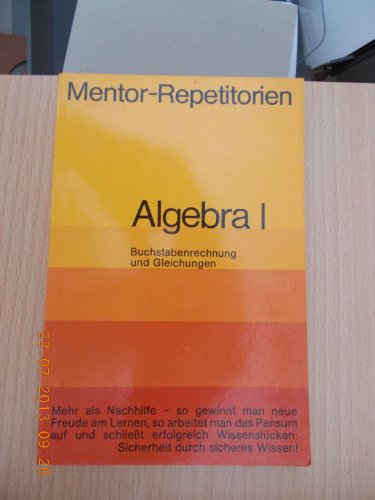 Mentor-Repetitorien
Algebra I
Buchstabenrechnung
und Gleichungen
Mehr als Nachhilfe – so gewinnt man neue
Freude am Lernen, so arbeitet man das Pensum
auf und schließt erfolgreich Wissenslücken:
Sicherheit durch sicheres Wissen!
22.07.2013 09:26